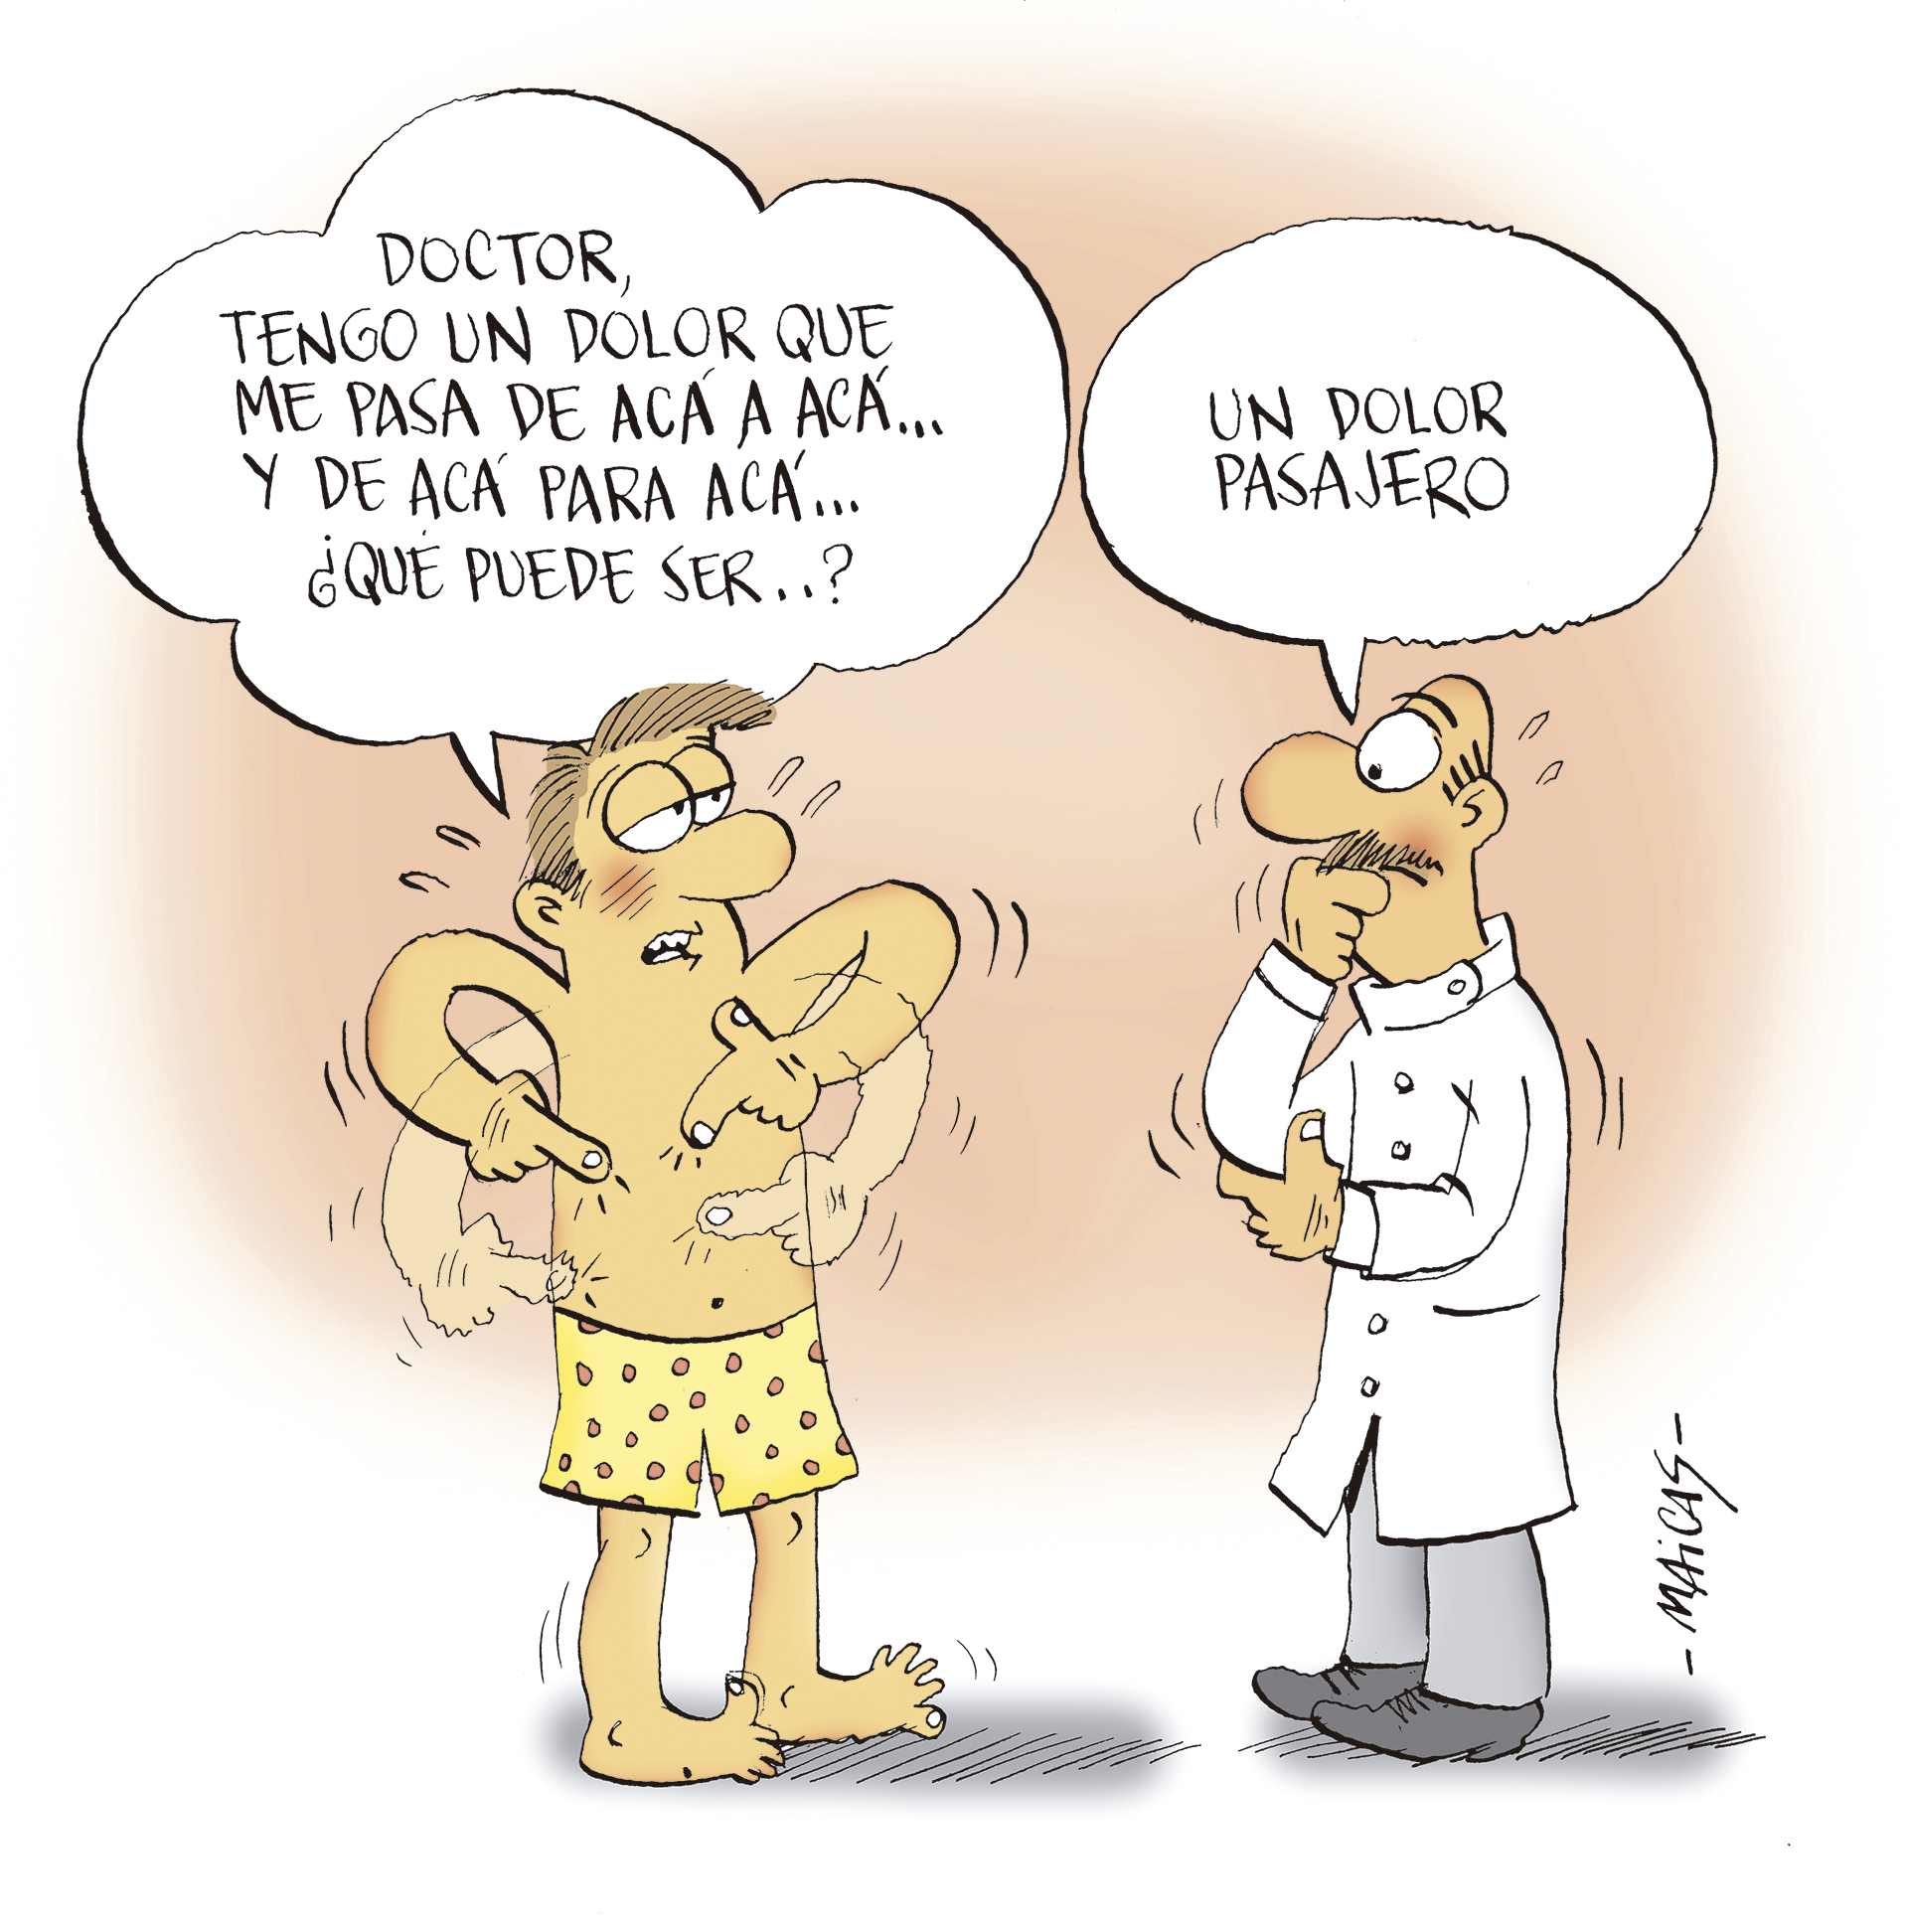 DOCTOR,
TENGO UN DOLOR QUE
ME PASA DE ACÁ A ACÁ...
Y DE ACÁ PARA ACÁ...
¿QUÉ PUEDE SER...?
UN DOLOR
PASAJERO
-MAiCAS-